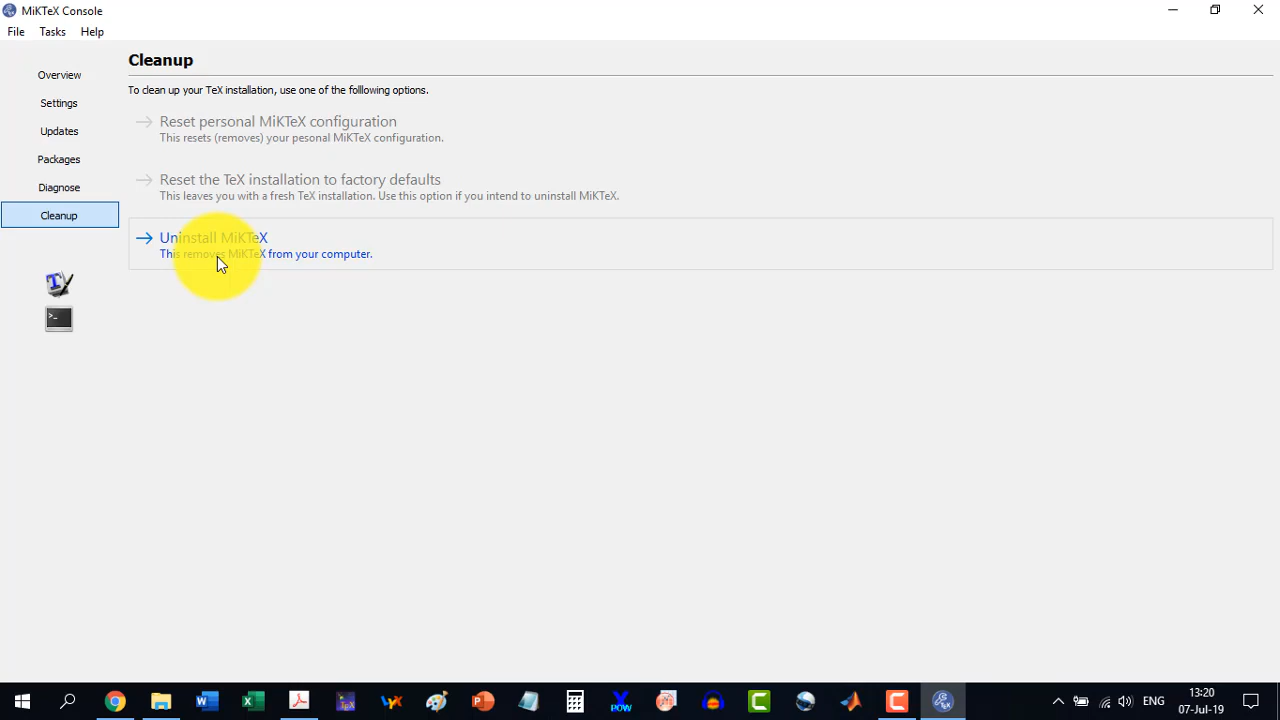 MiKTeX Console
File Tasks Help
Cleanup
To clean up your TeX installation, use one of the folllowing options.
Overview
Settings
Updates
Packages
Diagnose
Cleanup
Reset personal MiKTeX configuration
This resets (removes) your pesonal MiKTeX configuration.
Reset the TeX installation to factory defaults
This leaves you with a fresh TeX installation. Use this option if you intend to uninstall MiKTeX.
Uninstall MiKTeX
This removes MiKTeX from your computer.
ENG
13:20
07-Jul-19
POW